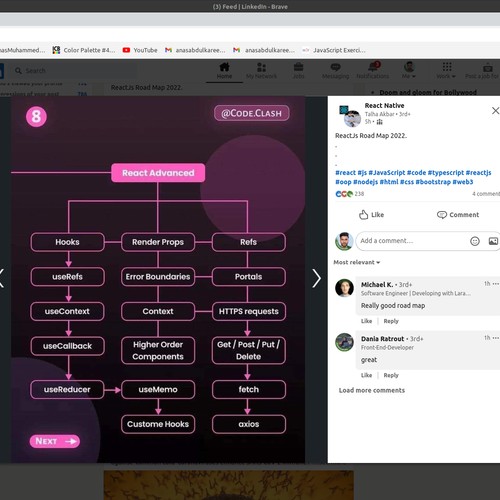 (3) Feed | LinkedIn - Brave
nasMuhammed...
Color Palette #4...
YouTube
anasabdulkaree...
anasabdulkaree...
JavaScript Exerci...
Search
Home
My Network
Jobs
Messaging
Notifications
Me
Work
Post a job
ReactJs Road Map 2022.
Doom and gloom for Bollywood
8
@Code.Clash
React Advanced
Hooks
Render Props
Refs
useRefs
Error Boundaries
Portals
useContext
Context
HTTPS requests
useCallback
Higher Order
Components
Get / Post / Put /
Delete
useReducer
useMemo
fetch
Custome Hooks
axios
Next
React Native
Talha Akbar • 3rd+
5h •
ReactJs Road Map 2022.
.
.
.
#react #js #JavaScript #code #typescript #reactjs
#oop #nodejs #html #css #bootstrap #web3
238
4 comment
Like
Comment
Add a comment...
Most relevant
Michael K. • 3rd+
1h
Software Engineer | Developing with Lara...
Really good road map
Like | Reply
Dania Ratrout • 3rd+
1h
Front-End-Developer
great
Like | Reply
Load more comments